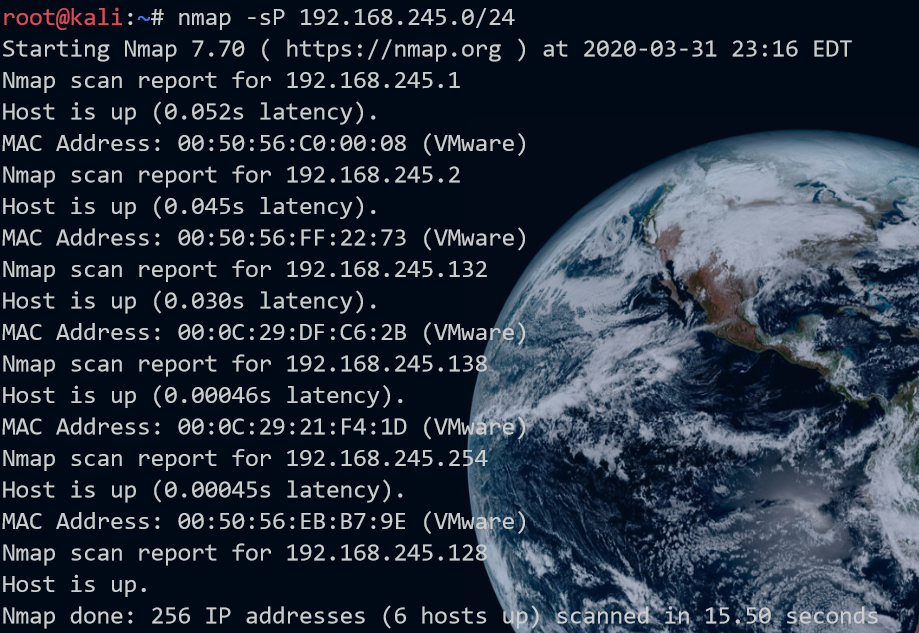 root@kali:~# nmap -sP 192.168.245.0/24
Starting Nmap 7.70 ( https://nmap.org ) at 2020-03-31 23:16 EDT
Nmap scan report for 192.168.245.1
Host is up (0.052s latency).
MAC Address: 00:50:56:C0:00:08 (VMware)
Nmap scan report for 192.168.245.2
Host is up (0.045s latency).
MAC Address: 00:50:56:FF:22:73 (VMware)
Nmap scan report for 192.168.245.132
Host is up (0.030s latency).
MAC Address: 00:0C:29:DF:C6:2B (VMware)
Nmap scan report for 192.168.245.138
Host is up (0.00046s latency).
MAC Address: 00:0C:29:21:F4:1D (VMware)
Nmap scan report for 192.168.245.254
Host is up (0.00045s latency).
MAC Address: 00:50:56:EB:B7:9E (VMware)
Nmap scan report for 192.168.245.128
Host is up.
Nmap done: 256 IP addresses (6 hosts up) scanned in 15.50 seconds